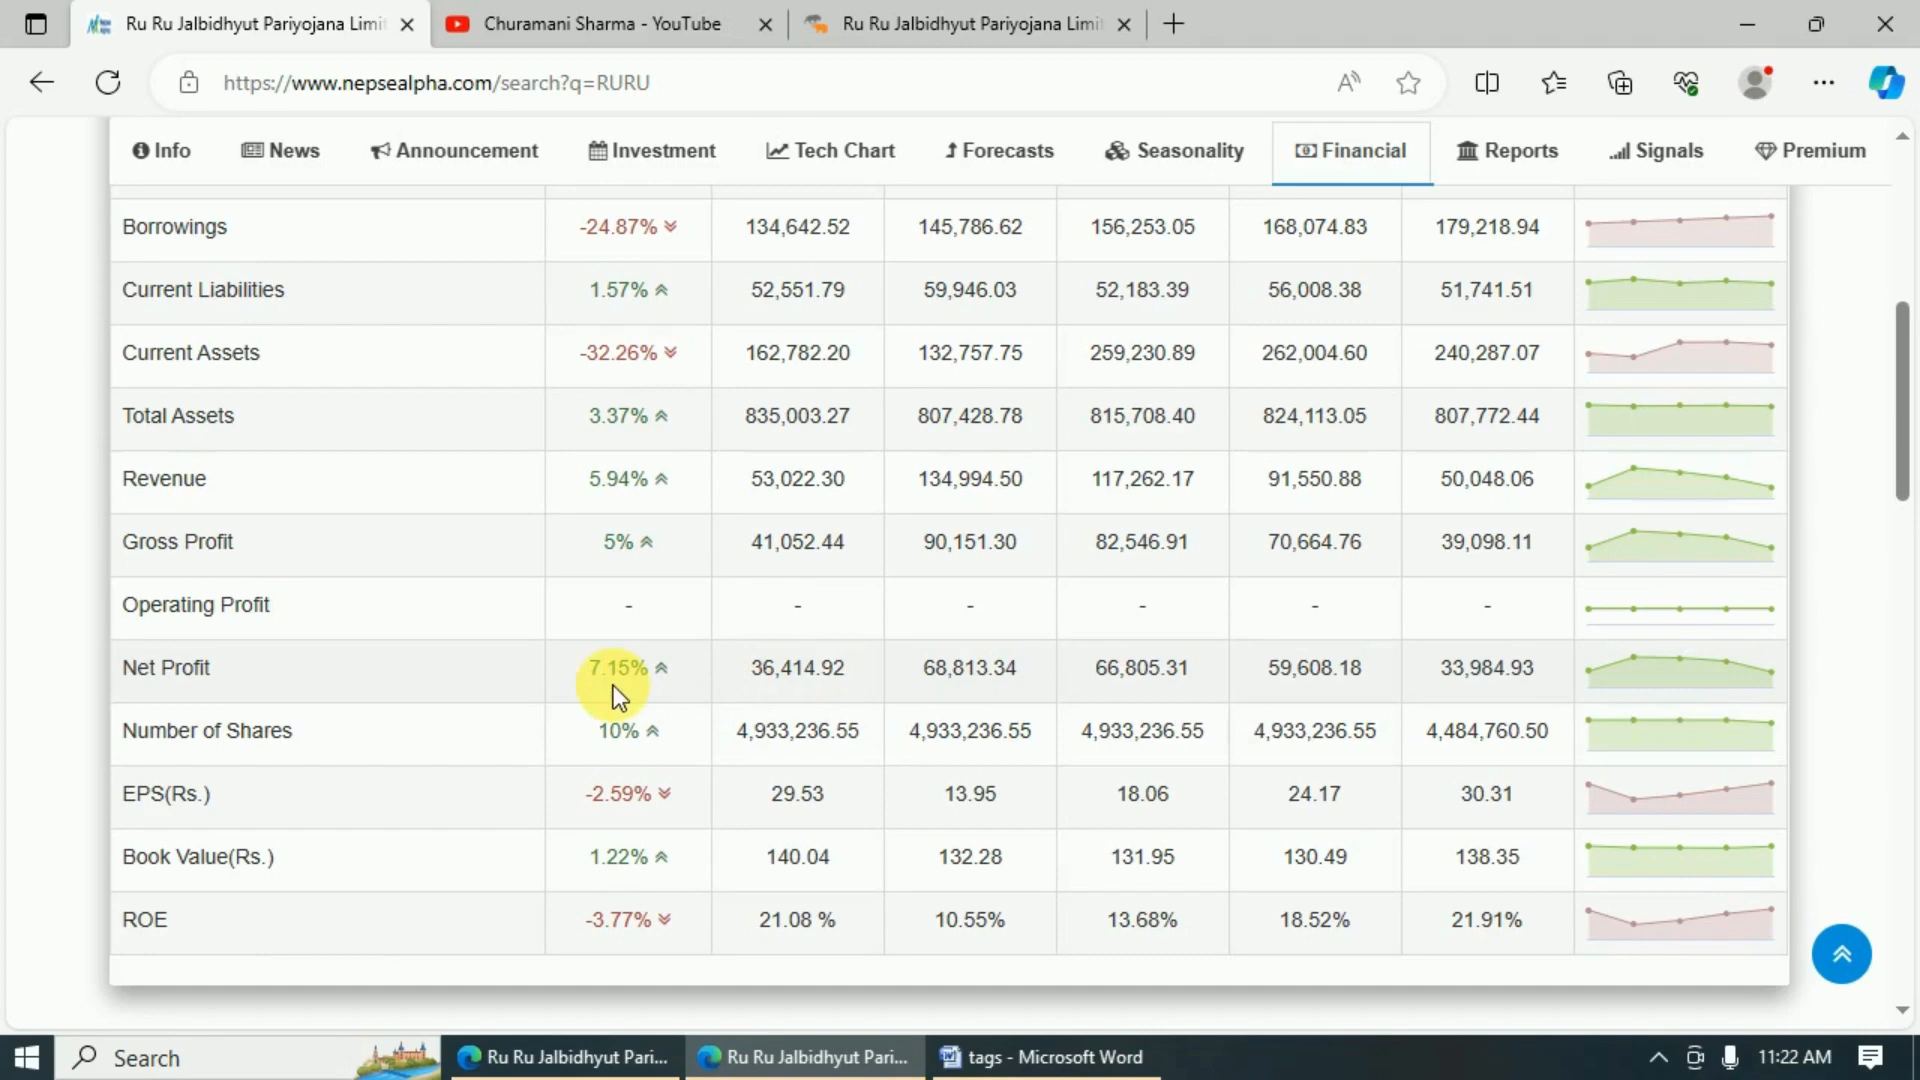 Ru Ru Jalbidhyut Pariyojana Limit
Churamani Sharma - YouTube
Ru Ru Jalbidhyut Pariyojana Limit
https://www.nepsealpha.com/search?q=RURU
Info News Announcement Investment Tech Chart Forecasts Seasonality Financial Reports Signals Premium
Borrowings -24.87% 134,642.52 145,786.62 156,253.05 168,074.83 179,218.94
Current Liabilities 1.57% 52,551.79 59,946.03 52,183.39 56,008.38 51,741.51
Current Assets -32.26% 162,782.20 132,757.75 259,230.89 262,004.60 240,287.07
Total Assets 3.37% 835,003.27 807,428.78 815,708.40 824,113.05 807,772.44
Revenue 5.94% 53,022.30 134,994.50 117,262.17 91,550.88 50,048.06
Gross Profit 5% 41,052.44 90,151.30 82,546.91 70,664.76 39,098.11
Operating Profit - - - - - -
Net Profit 7.15% 36,414.92 68,813.34 66,805.31 59,608.18 33,984.93
Number of Shares 10% 4,933,236.55 4,933,236.55 4,933,236.55 4,933,236.55 4,484,760.50
EPS(Rs.) -2.59% 29.53 13.95 18.06 24.17 30.31
Book Value(Rs.) 1.22% 140.04 132.28 131.95 130.49 138.35
ROE -3.77% 21.08 % 10.55% 13.68% 18.52% 21.91%
Search
Ru Ru Jalbidhyut Pari...
Ru Ru Jalbidhyut Pari...
tags - Microsoft Word
11:22 AM